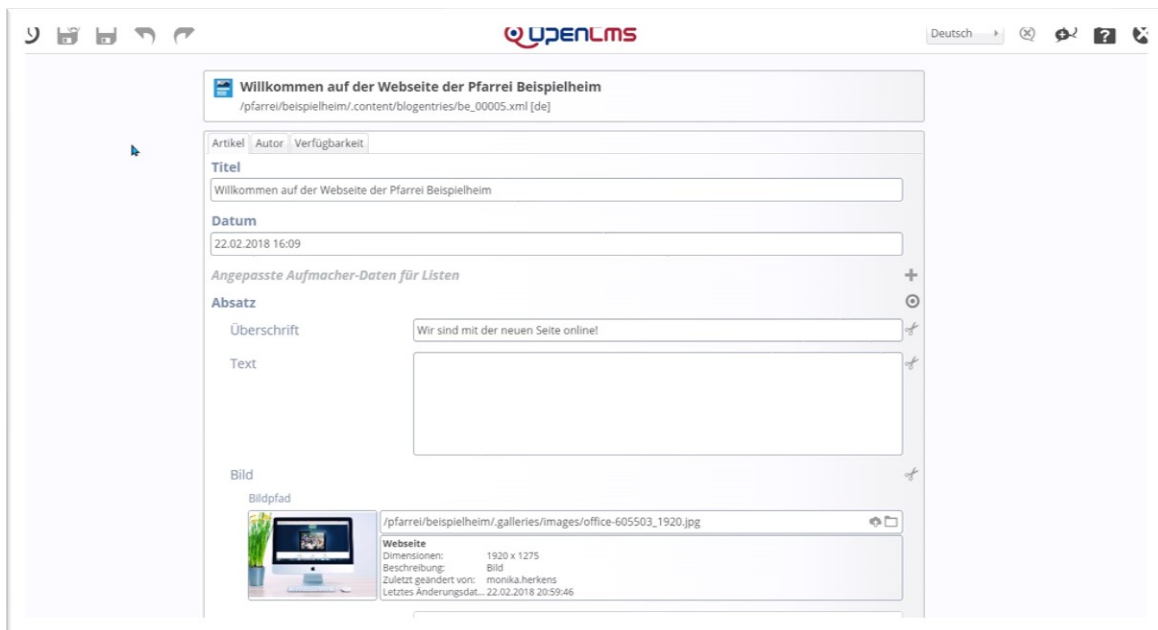 OpenCms
Deutsch
Willkommen auf der Webseite der Pfarrei Beispielheim
/pfarrei/beispielheim/.content/blogentries/be_00005.xml [de]
Artikel Autor Verfügbarkeit
Titel
Willkommen auf der Webseite der Pfarrei Beispielheim
Datum
22.02.2018 16:09
Angepasste Aufmacher-Daten für Listen
Absatz
Überschrift Wir sind mit der neuen Seite online!
Text
Bild
Bildpfad
/pfarrei/beispielheim/.galleries/images/office-605503_1920.jpg
Webseite
Dimensionen: 1920 x 1275
Beschreibung: Bild
Zuletzt geändert von: monika.herkens
Letztes Änderungsdat... 22.02.2018 20:59:46